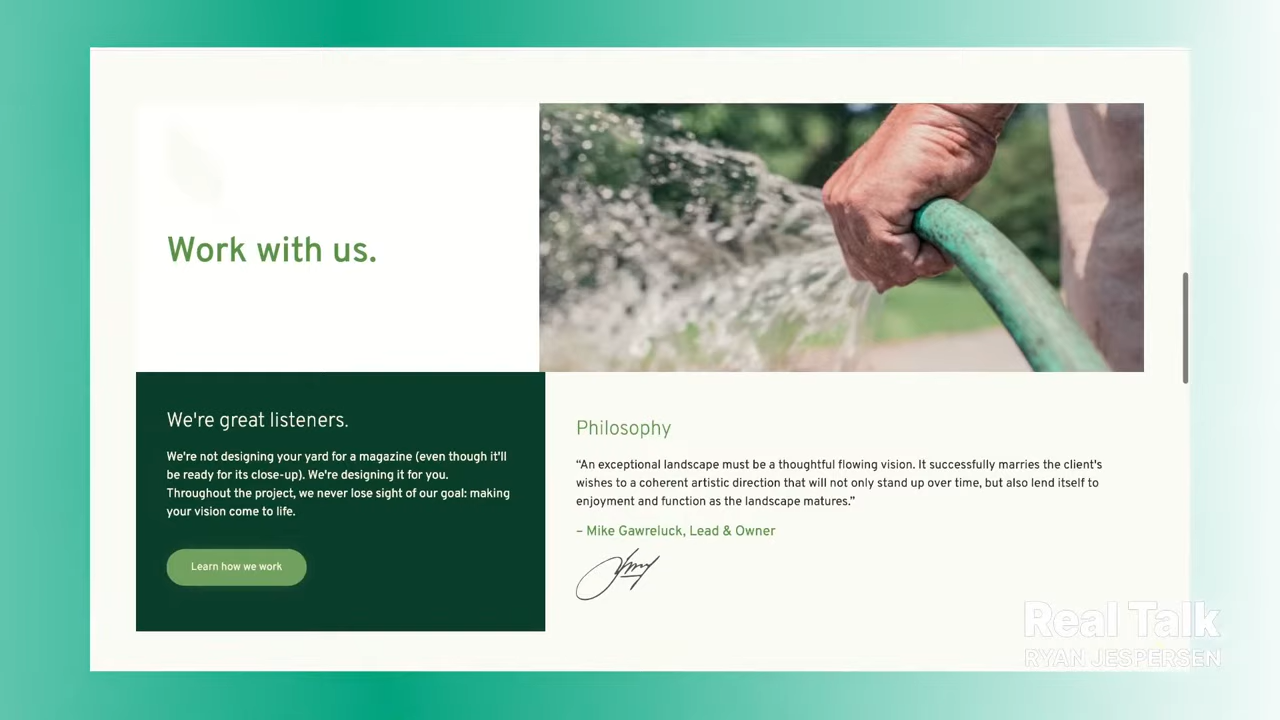 Work with us.
We're great listeners.
We're not designing your yard for a magazine (even though it'll
be ready for its close-up). We're designing it for you.
Throughout the project, we never lose sight of our goal: making
your vision come to life.
Learn how we work
Philosophy
“An exceptional landscape must be a thoughtful flowing vision. It successfully marries the client's
wishes to a coherent artistic direction that will not only stand up over time, but also lend itself to
enjoyment and function as the landscape matures.”
– Mike Gawreluck, Lead & Owner
Real Talk
RYAN JESPERSEN